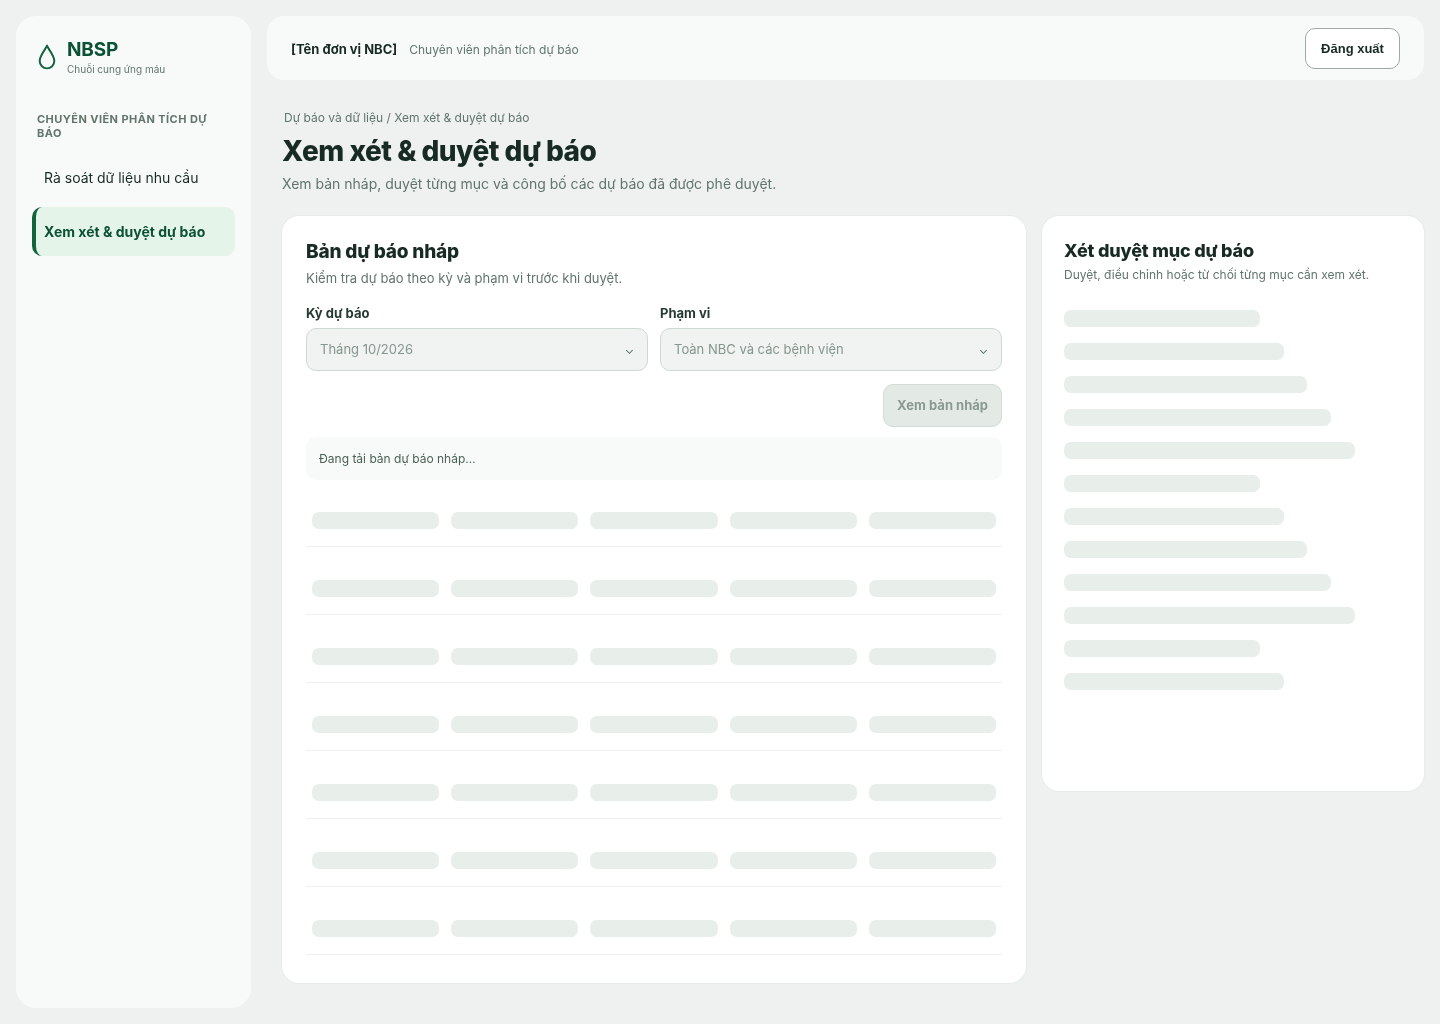 NBSP
Chuỗi cung ứng máu
CHUYÊN VIÊN PHÂN TÍCH DỰ
BÁO
Rà soát dữ liệu nhu cầu
Xem xét & duyệt dự báo
[Tên đơn vị NBC] Chuyên viên phân tích dự báo
Đăng xuất
Dự báo và dữ liệu / Xem xét & duyệt dự báo
Xem xét & duyệt dự báo
Xem bản nháp, duyệt từng mục và công bố các dự báo đã được phê duyệt.
Bản dự báo nháp
Kiểm tra dự báo theo kỳ và phạm vi trước khi duyệt.
Kỳ dự báo
Phạm vi
Tháng 10/2026
Toàn NBC và các bệnh viện
Xem bản nháp
Đang tải bản dự báo nháp...
Xét duyệt mục dự báo
Duyệt, điều chỉnh hoặc từ chối từng mục cần xem xét.